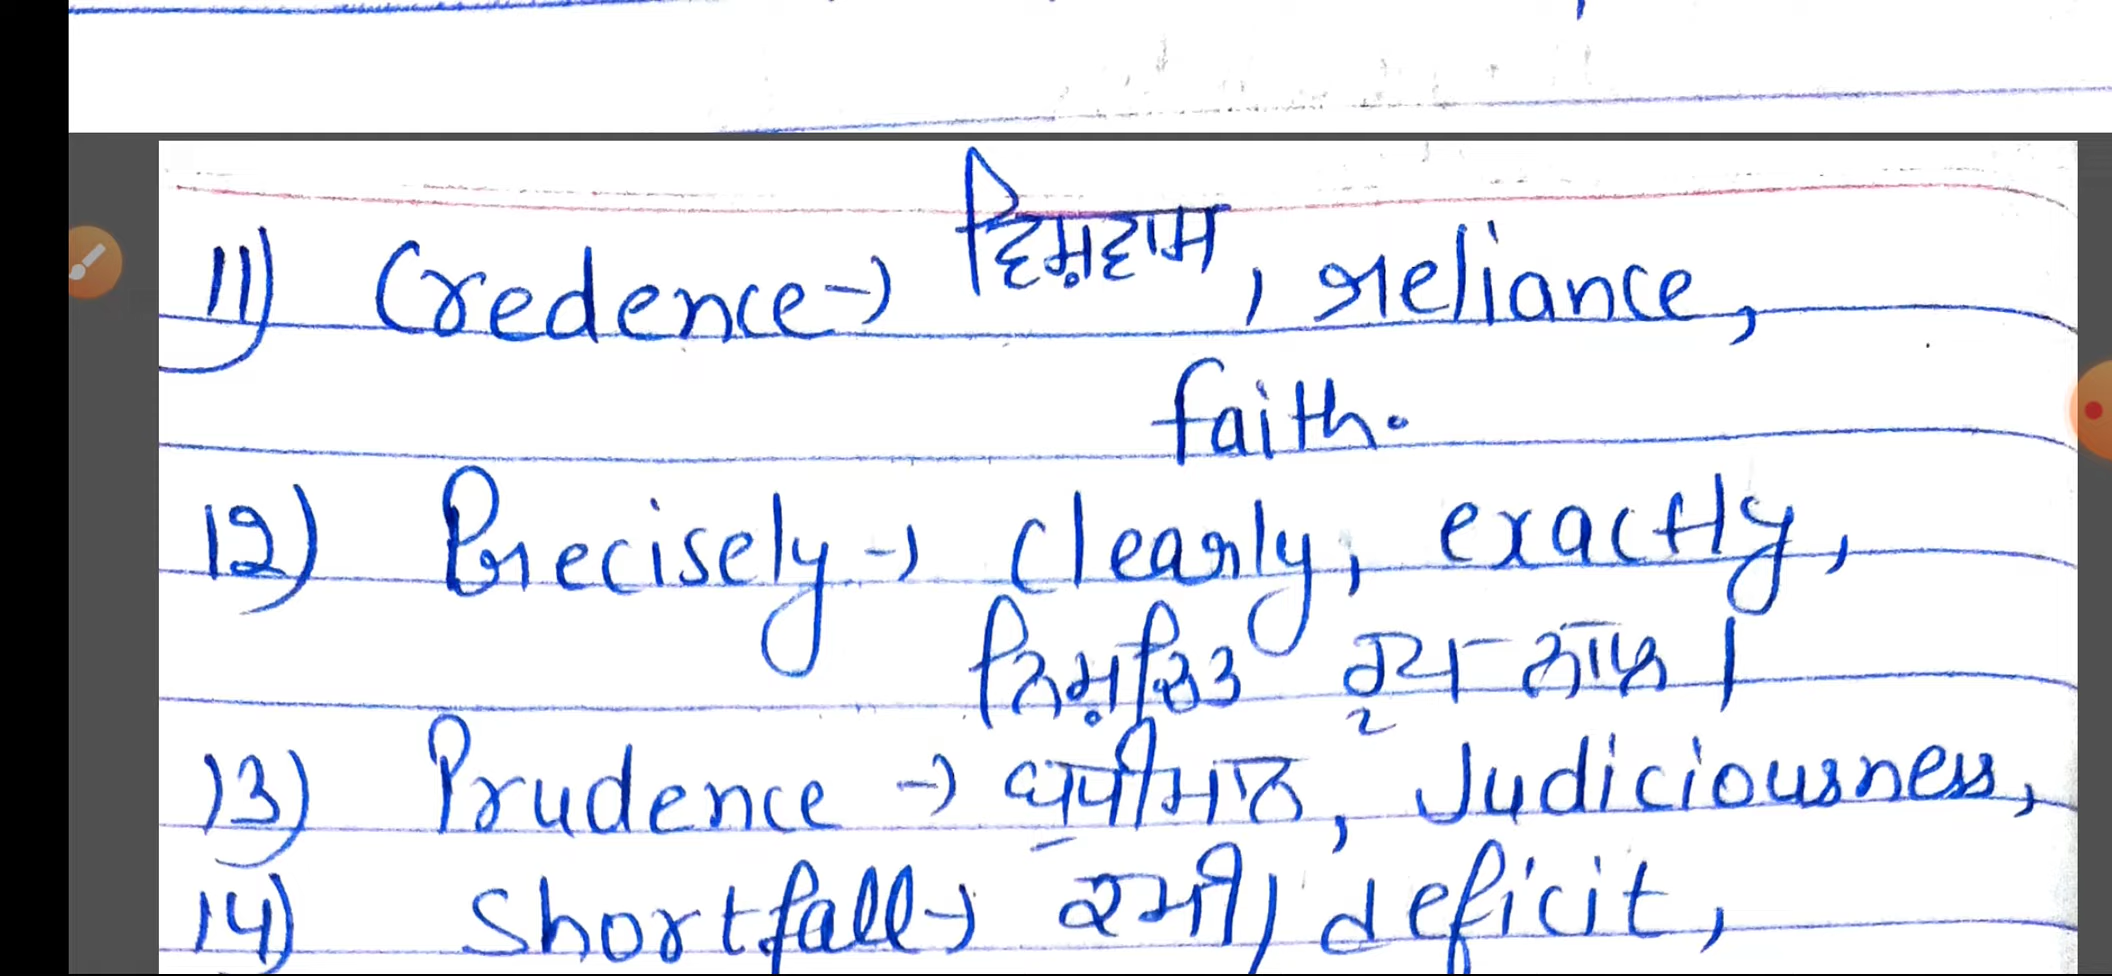 11) Credence → ਵਿਸ਼ਵਾਸ, reliance,
faith.
12) Precisely → clearly, exactly,
ਨਿਸ਼ਚਿਤ ਰੂਪ ਨਾਲ ।
13) Prudence → , Judiciousness,
14) Shortfall → ਕਮੀ, deficit,